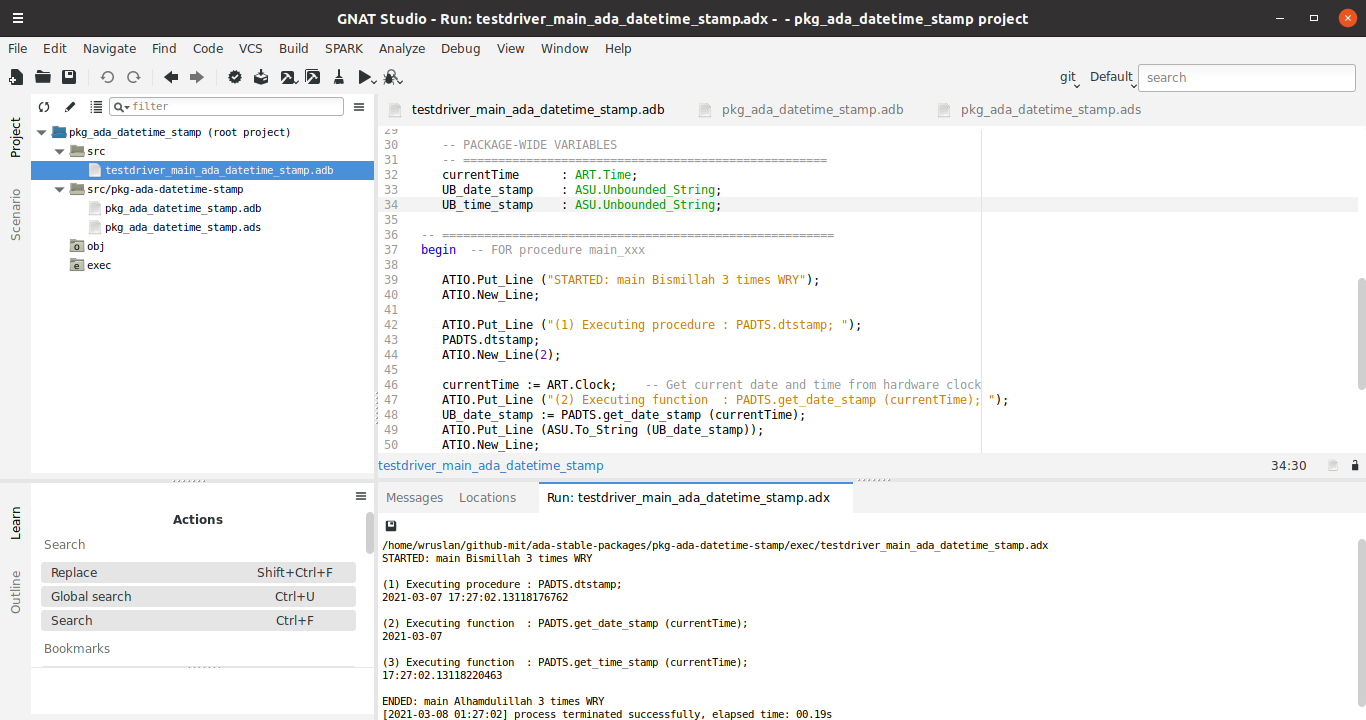 GNAT Studio - Run: testdriver_main_ada_datetime_stamp.adx - - pkg_ada_datetime_stamp project
File Edit Navigate Find Code VCS Build SPARK Analyze Debug View Window Help
git Default search
Project
Scenario
filter
pkg_ada_datetime_stamp (root project)
src
testdriver_main_ada_datetime_stamp.adb
src/pkg-ada-datetime-stamp
pkg_ada_datetime_stamp.adb
pkg_ada_datetime_stamp.ads
obj
exec
testdriver_main_ada_datetime_stamp.adb pkg_ada_datetime_stamp.adb pkg_ada_datetime_stamp.ads
29
30 -- PACKAGE-WIDE VARIABLES
31 -- ====================================================
32 currentTime : ART.Time;
33 UB_date_stamp : ASU.Unbounded_String;
34 UB_time_stamp : ASU.Unbounded_String;
35
36 -- ========================================================
37 begin -- FOR procedure main_xxx
38
39 ATIO.Put_Line ("STARTED: main Bismillah 3 times WRY");
40 ATIO.New_Line;
41
42 ATIO.Put_Line ("(1) Executing procedure : PADTS.dtstamp; ");
43 PADTS.dtstamp;
44 ATIO.New_Line(2);
45
46 currentTime := ART.Clock; -- Get current date and time from hardware clock
47 ATIO.Put_Line ("(2) Executing function  : PADTS.get_date_stamp (currentTime); ");
48 UB_date_stamp := PADTS.get_date_stamp (currentTime);
49 ATIO.Put_Line (ASU.To_String (UB_date_stamp));
50 ATIO.New_Line;
testdriver_main_ada_datetime_stamp 34:30
Learn
Outline
Actions
Search
Replace Shift+Ctrl+F
Global search Ctrl+U
Search Ctrl+F
Bookmarks
Messages Locations Run: testdriver_main_ada_datetime_stamp.adx
/home/wruslan/github-mit/ada-stable-packages/pkg-ada-datetime-stamp/exec/testdriver_main_ada_datetime_stamp.adx
STARTED: main Bismillah 3 times WRY
(1) Executing procedure : PADTS.dtstamp;
2021-03-07 17:27:02.13118176762
(2) Executing function  : PADTS.get_date_stamp (currentTime);
2021-03-07
(3) Executing function  : PADTS.get_time_stamp (currentTime);
17:27:02.13118220463
ENDED: main Alhamdulillah 3 times WRY
[2021-03-08 01:27:02] process terminated successfully, elapsed time: 00.19s